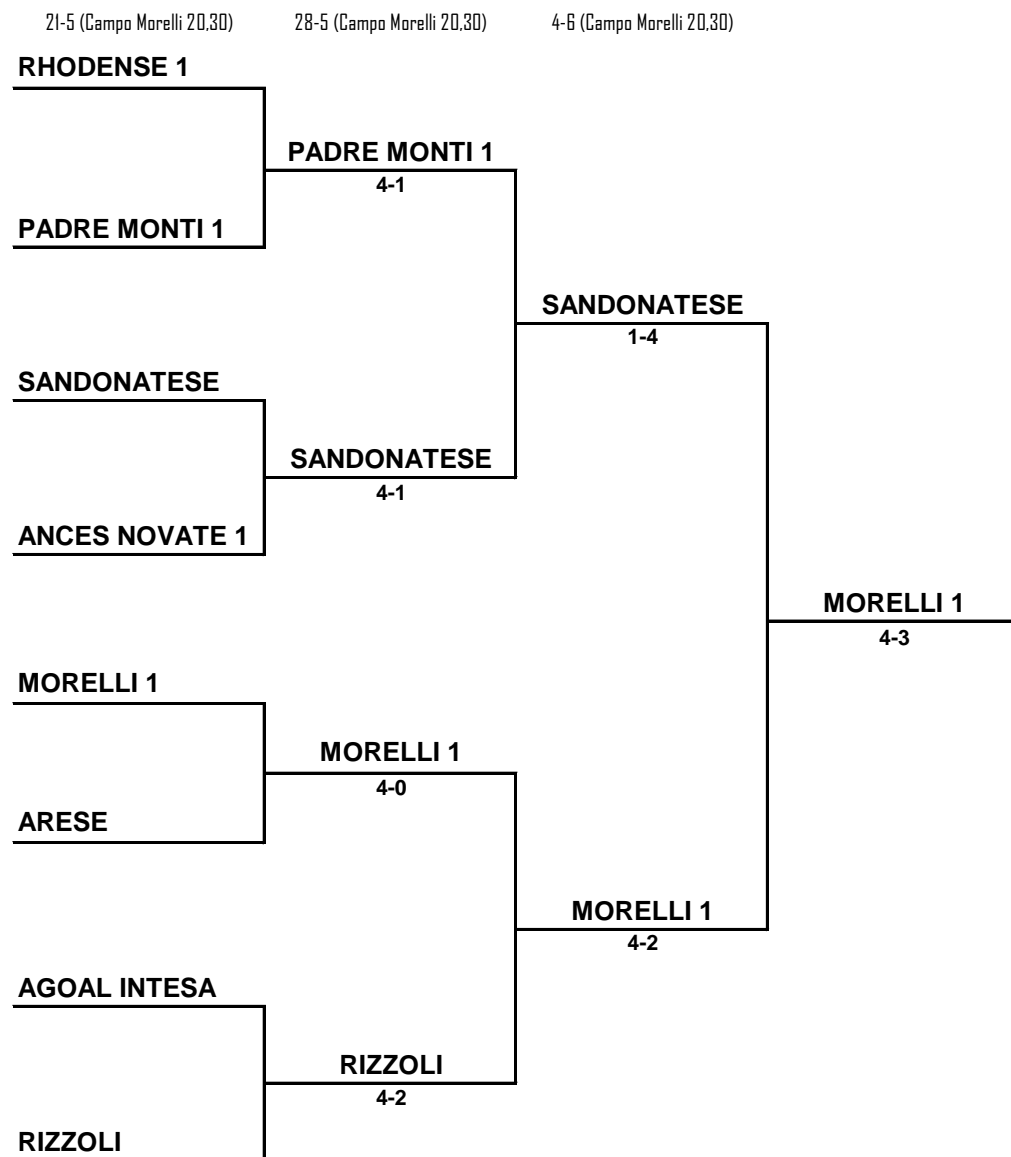 21-5 (Campo Morelli 20,30) 28-5 (Campo Morelli 20,30) 4-6 (Campo Morelli 20,30)
RHODENSE 1
PADRE MONTI 1
4-1
PADRE MONTI 1
SANDONATESE
1-4
SANDONATESE
SANDONATESE
4-1
ANCES NOVATE 1
MORELLI 1
4-3
MORELLI 1
MORELLI 1
4-0
ARESE
MORELLI 1
4-2
AGOAL INTESA
RIZZOLI
4-2
RIZZOLI